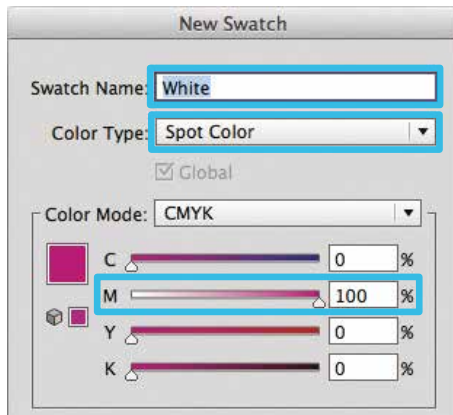 New Swatch
Swatch Name: White
Color Type: Spot Color
Global
Color Mode: CMYK
C 0 %
M 100 %
Y 0 %
K 0 %